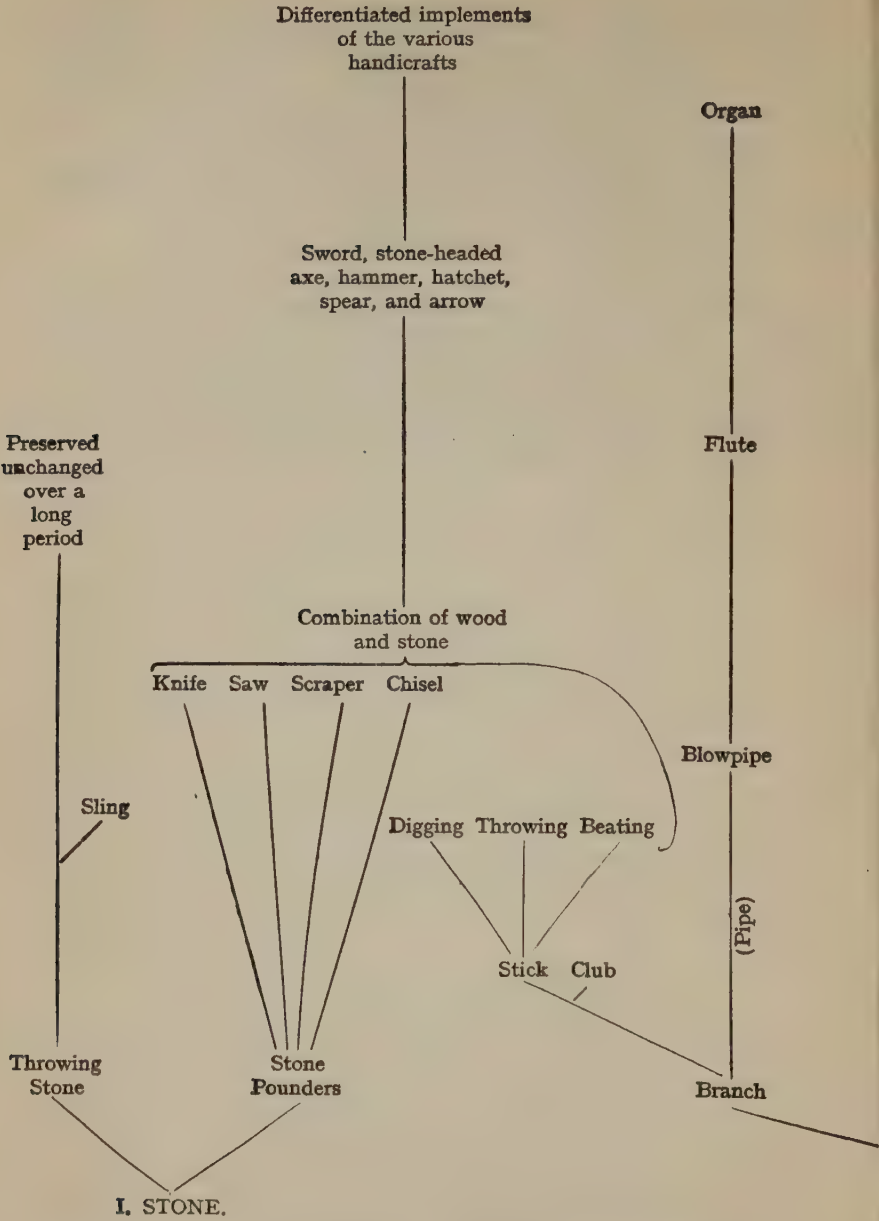 Differentiated implements
of the various
handicrafts
Organ
Sword, stone-headed
axe, hammer, hatchet,
spear, and arrow
Preserved
unchanged
over a
long
period
Flute
Combination of wood
and stone
Knife Saw Scraper Chisel
Blowpipe
Sling
Digging Throwing Beating
(Pipe)
Stick Club
Throwing
Stone
Stone
Pounders
Branch
I. STONE.